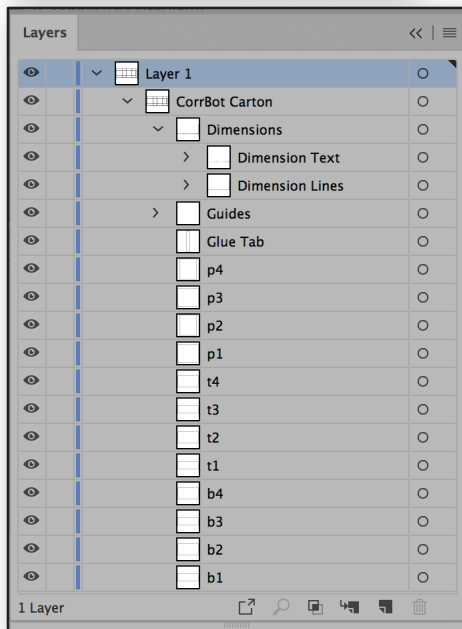 Layers
Layer 1
CorrBot Carton
Dimensions
Dimension Text
Dimension Lines
Guides
Glue Tab
p4
p3
p2
p1
t4
t3
t2
t1
b4
b3
b2
b1
1 Layer